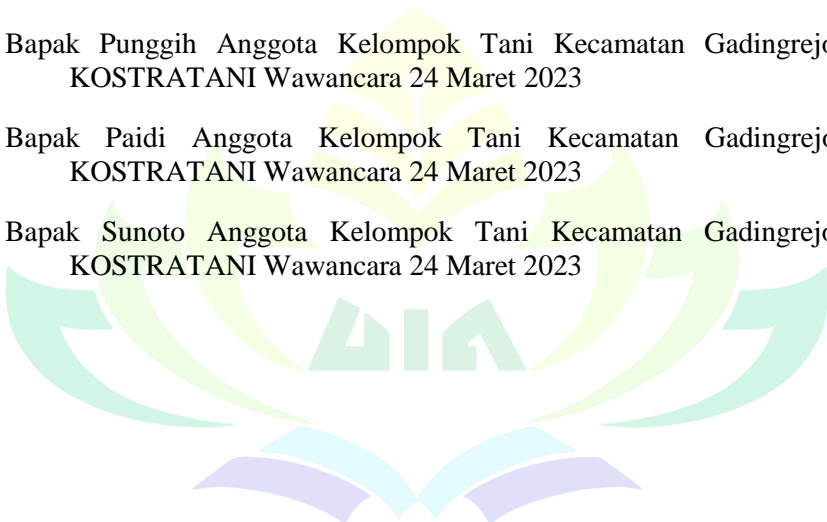 Bapak Punggih Anggota Kelompok Tani Kecamatan Gadingrejo
KOSTRATANI Wawancara 24 Maret 2023
Bapak Paidi Anggota Kelompok Tani Kecamatan Gadingrejo
KOSTRATANI Wawancara 24 Maret 2023
Bapak Sunoto Anggota Kelompok Tani Kecamatan Gadingrejo
KOSTRATANI Wawancara 24 Maret 2023
UIN